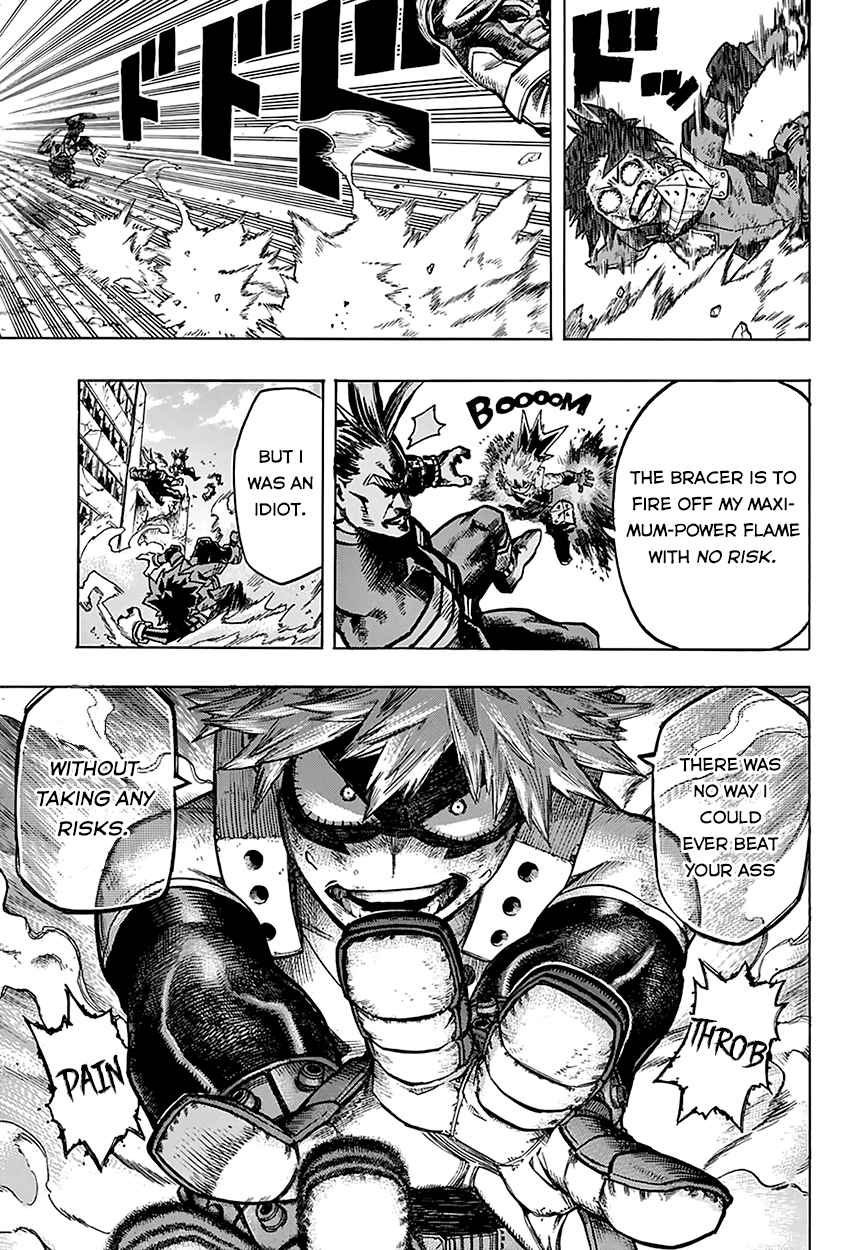 ドッ
ドドド
BOOOOM
THE BRACER IS TO
FIRE OFF MY MAXI-
MUM-POWER FLAME
WITH NO RISK.
BUT I
WAS AN
IDIOT.
THERE WAS
NO WAY I
COULD
EVER BEAT
YOUR ASS
WITHOUT
TAKING ANY
RISKS.
THROB
PAIN